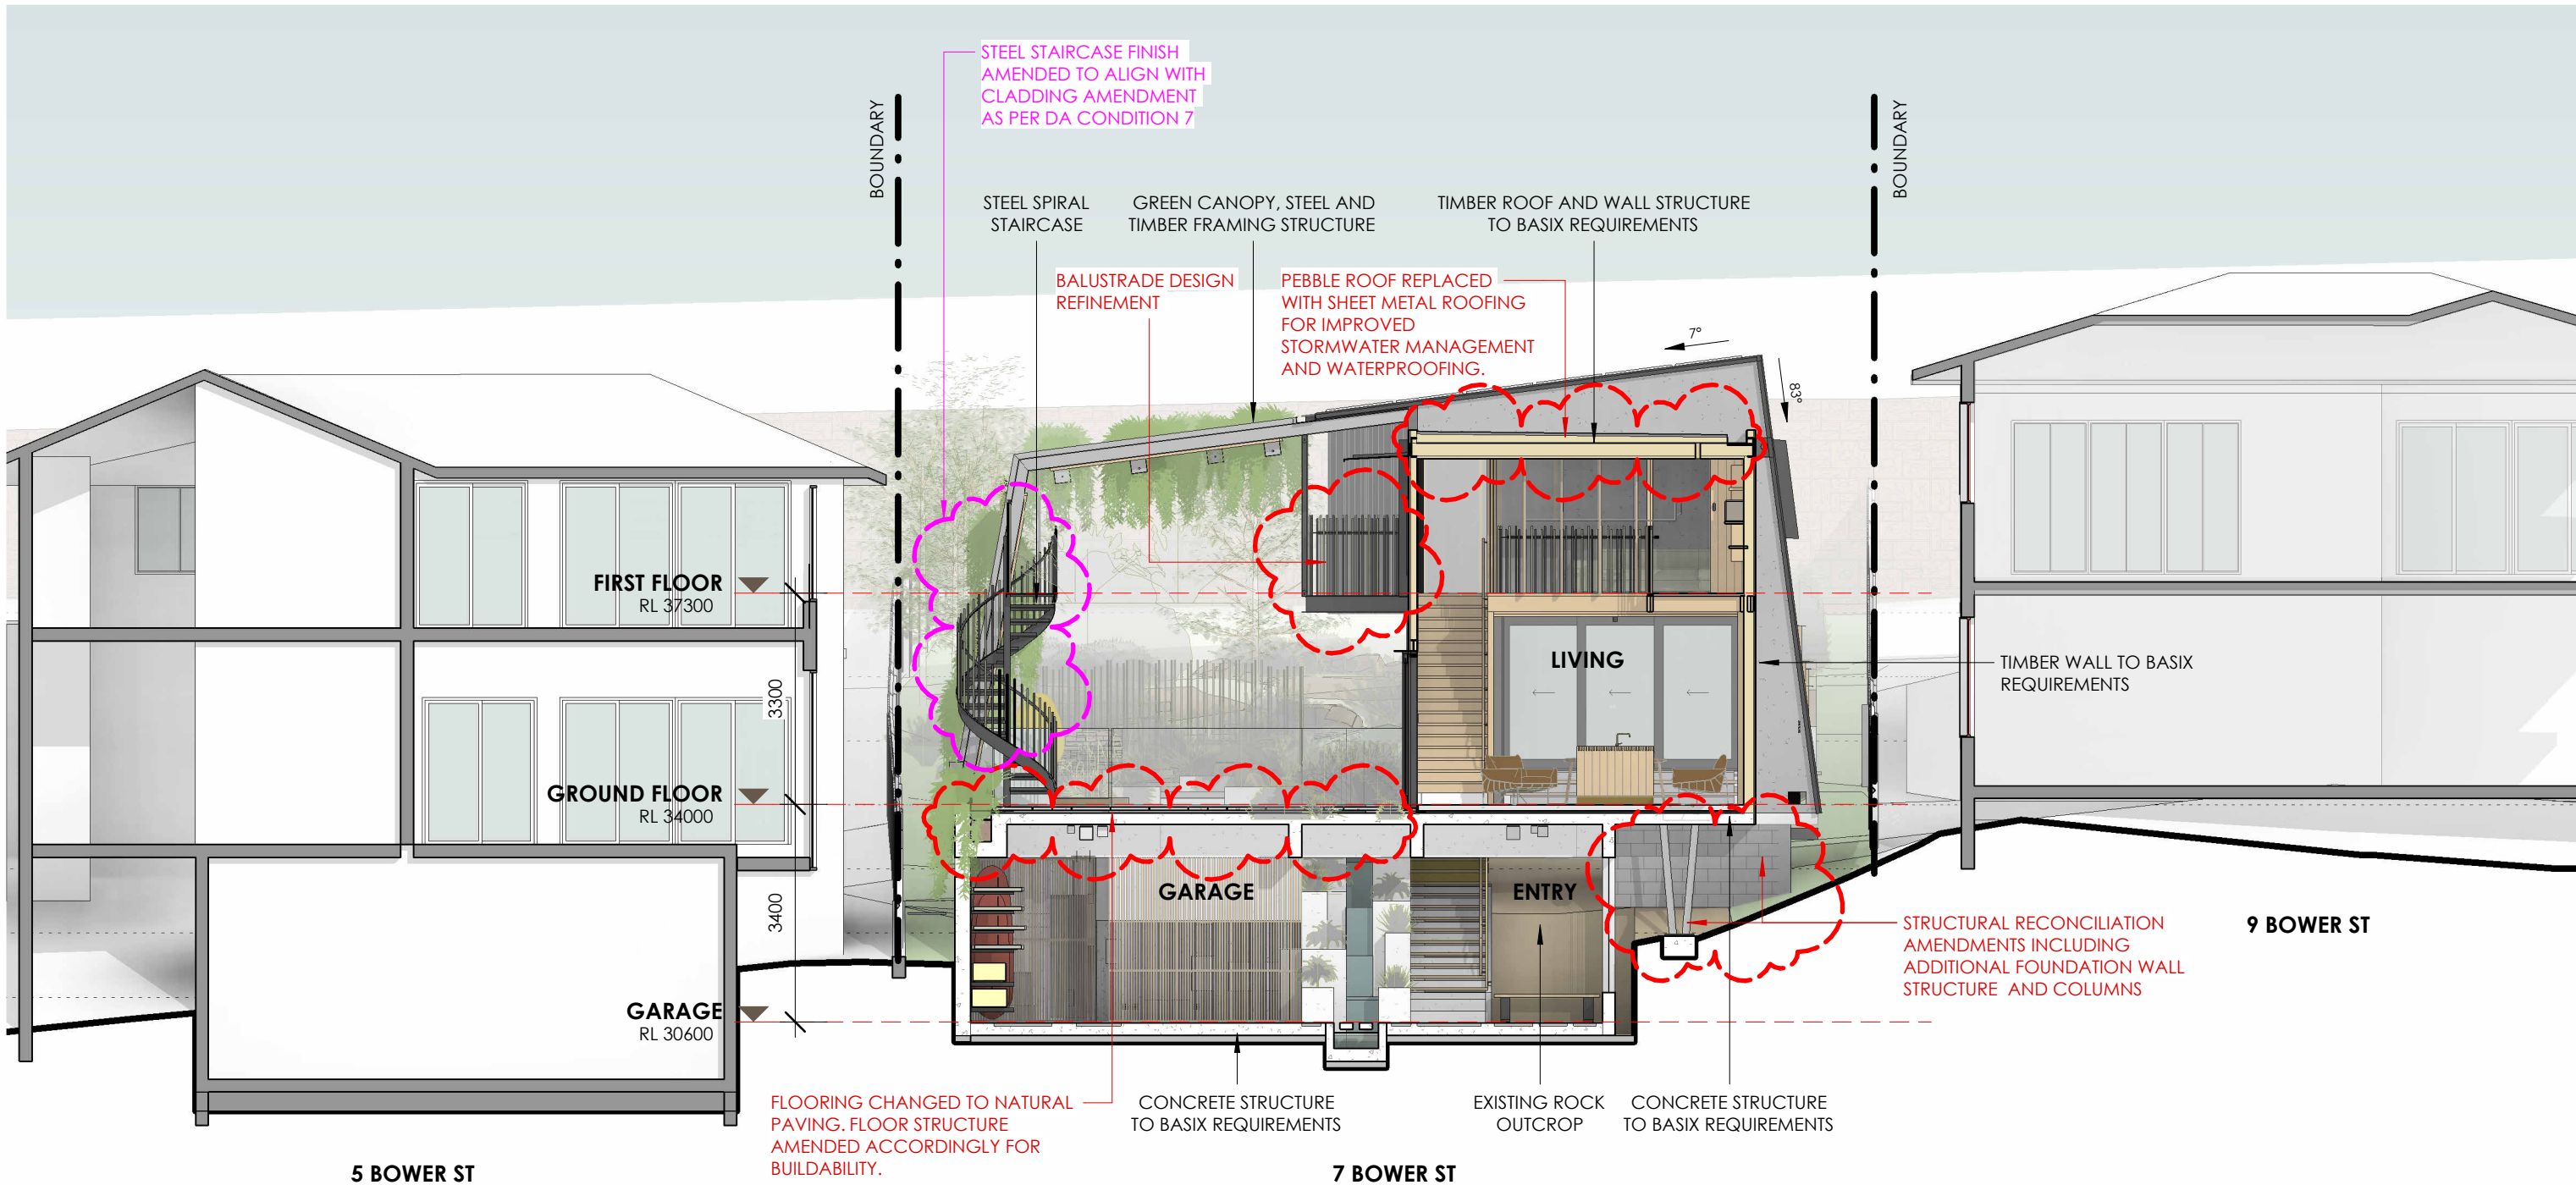 STEEL STAIRCASE FINISH
AMENDED TO ALIGN WITH
CLADDING AMENDMENT
AS PER DA CONDITION 7
BOUNDARY
BOUNDARY
STEEL SPIRAL
STAIRCASE
GREEN CANOPY, STEEL AND
TIMBER FRAMING STRUCTURE
TIMBER ROOF AND WALL STRUCTURE
TO BASIX REQUIREMENTS
BALUSTRADE DESIGN
REFINEMENT
PEBBLE ROOF REPLACED
WITH SHEET METAL ROOFING
FOR IMPROVED
STORMWATER MANAGEMENT
AND WATERPROOFING.
7°
83°
FIRST FLOOR
RL 37300
3300
LIVING
TIMBER WALL TO BASIX
REQUIREMENTS
GROUND FLOOR
RL 34000
3400
GARAGE
ENTRY
STRUCTURAL RECONCILIATION
AMENDMENTS INCLUDING
ADDITIONAL FOUNDATION WALL
STRUCTURE AND COLUMNS
9 BOWER ST
GARAGE
RL 30600
FLOORING CHANGED TO NATURAL
PAVING. FLOOR STRUCTURE
AMENDED ACCORDINGLY FOR
BUILDABILITY.
CONCRETE STRUCTURE
TO BASIX REQUIREMENTS
EXISTING ROCK
OUTCROP
CONCRETE STRUCTURE
TO BASIX REQUIREMENTS
5 BOWER ST
7 BOWER ST